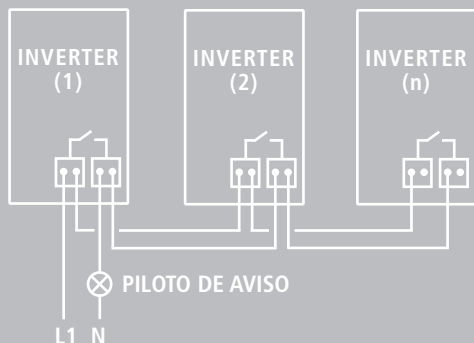 INVERTER
(1)
INVERTER
(2)
INVERTER
(n)
PILOTO DE AVISO
L1 N